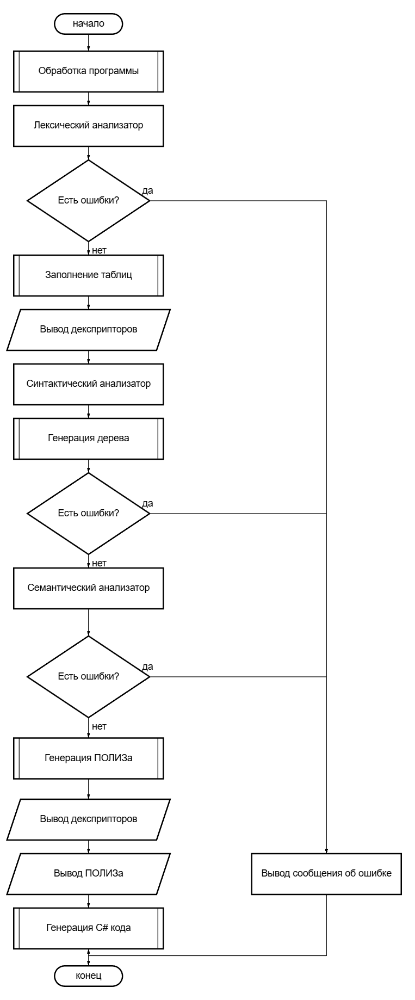 начало
Обработка программы
Лексический анализатор
Есть ошибки?
да
нет
Заполнение таблиц
Вывод дексприпторов
Синтактический анализатор
Генерация дерева
Есть ошибки?
да
нет
Семантический анализатор
Есть ошибки?
да
нет
Генерация ПОЛИЗа
Вывод дексприпторов
Вывод ПОЛИЗа
Вывод сообщения об ошибке
Генерация C# кода
конец